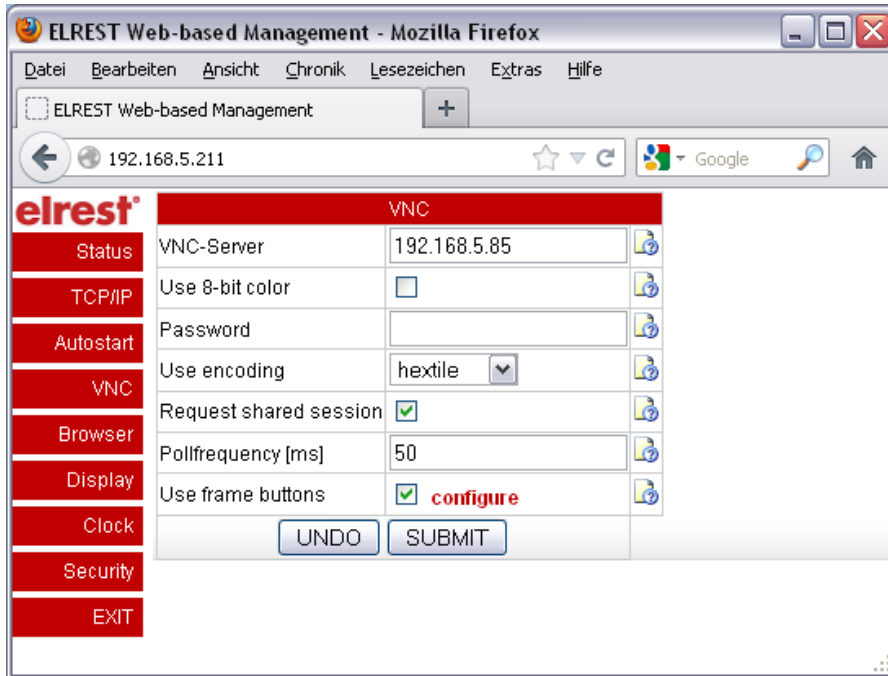 ELREST Web-based Management - Mozilla Firefox
Datei Bearbeiten Ansicht Chronik Lesezeichen Extras Hilfe
ELREST Web-based Management +
192.168.5.211 Google
elrest®
Status
TCP/IP
Autostart
VNC
Browser
Display
Clock
Security
EXIT
VNC
VNC-Server 192.168.5.85
Use 8-bit color
Password
Use encoding hextile
Request shared session
Pollfrequency [ms] 50
Use frame buttons configure
UNDO SUBMIT